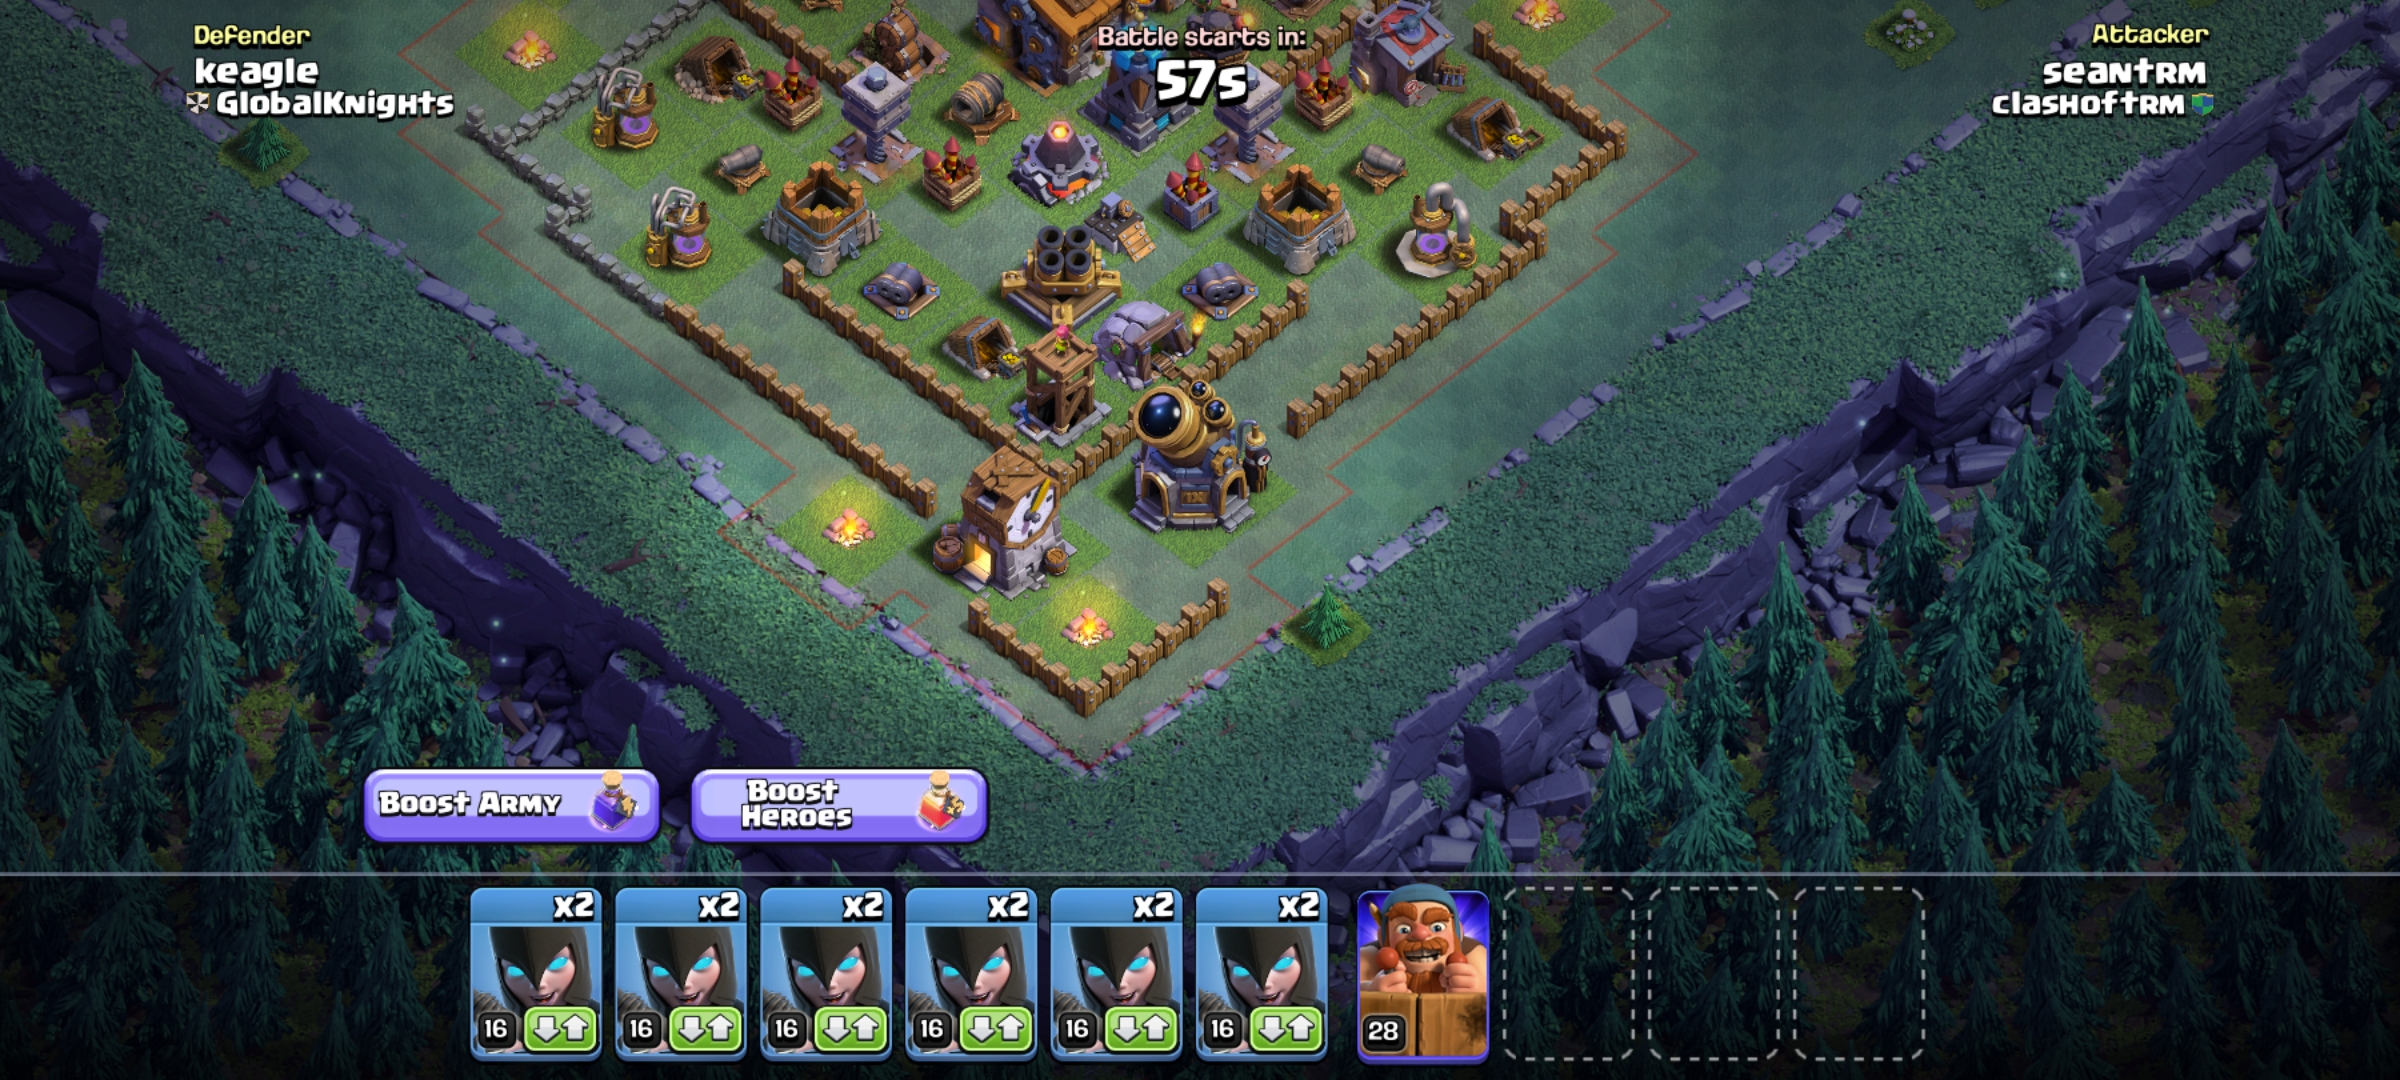 Defender
keagle
GlobalKnights
Battle starts in:
57s
Attacker
seantRM
clashoftRM
Boost Army
Boost
Heroes
x2
x2
x2
x2
x2
x2
16
16
16
16
16
16
28